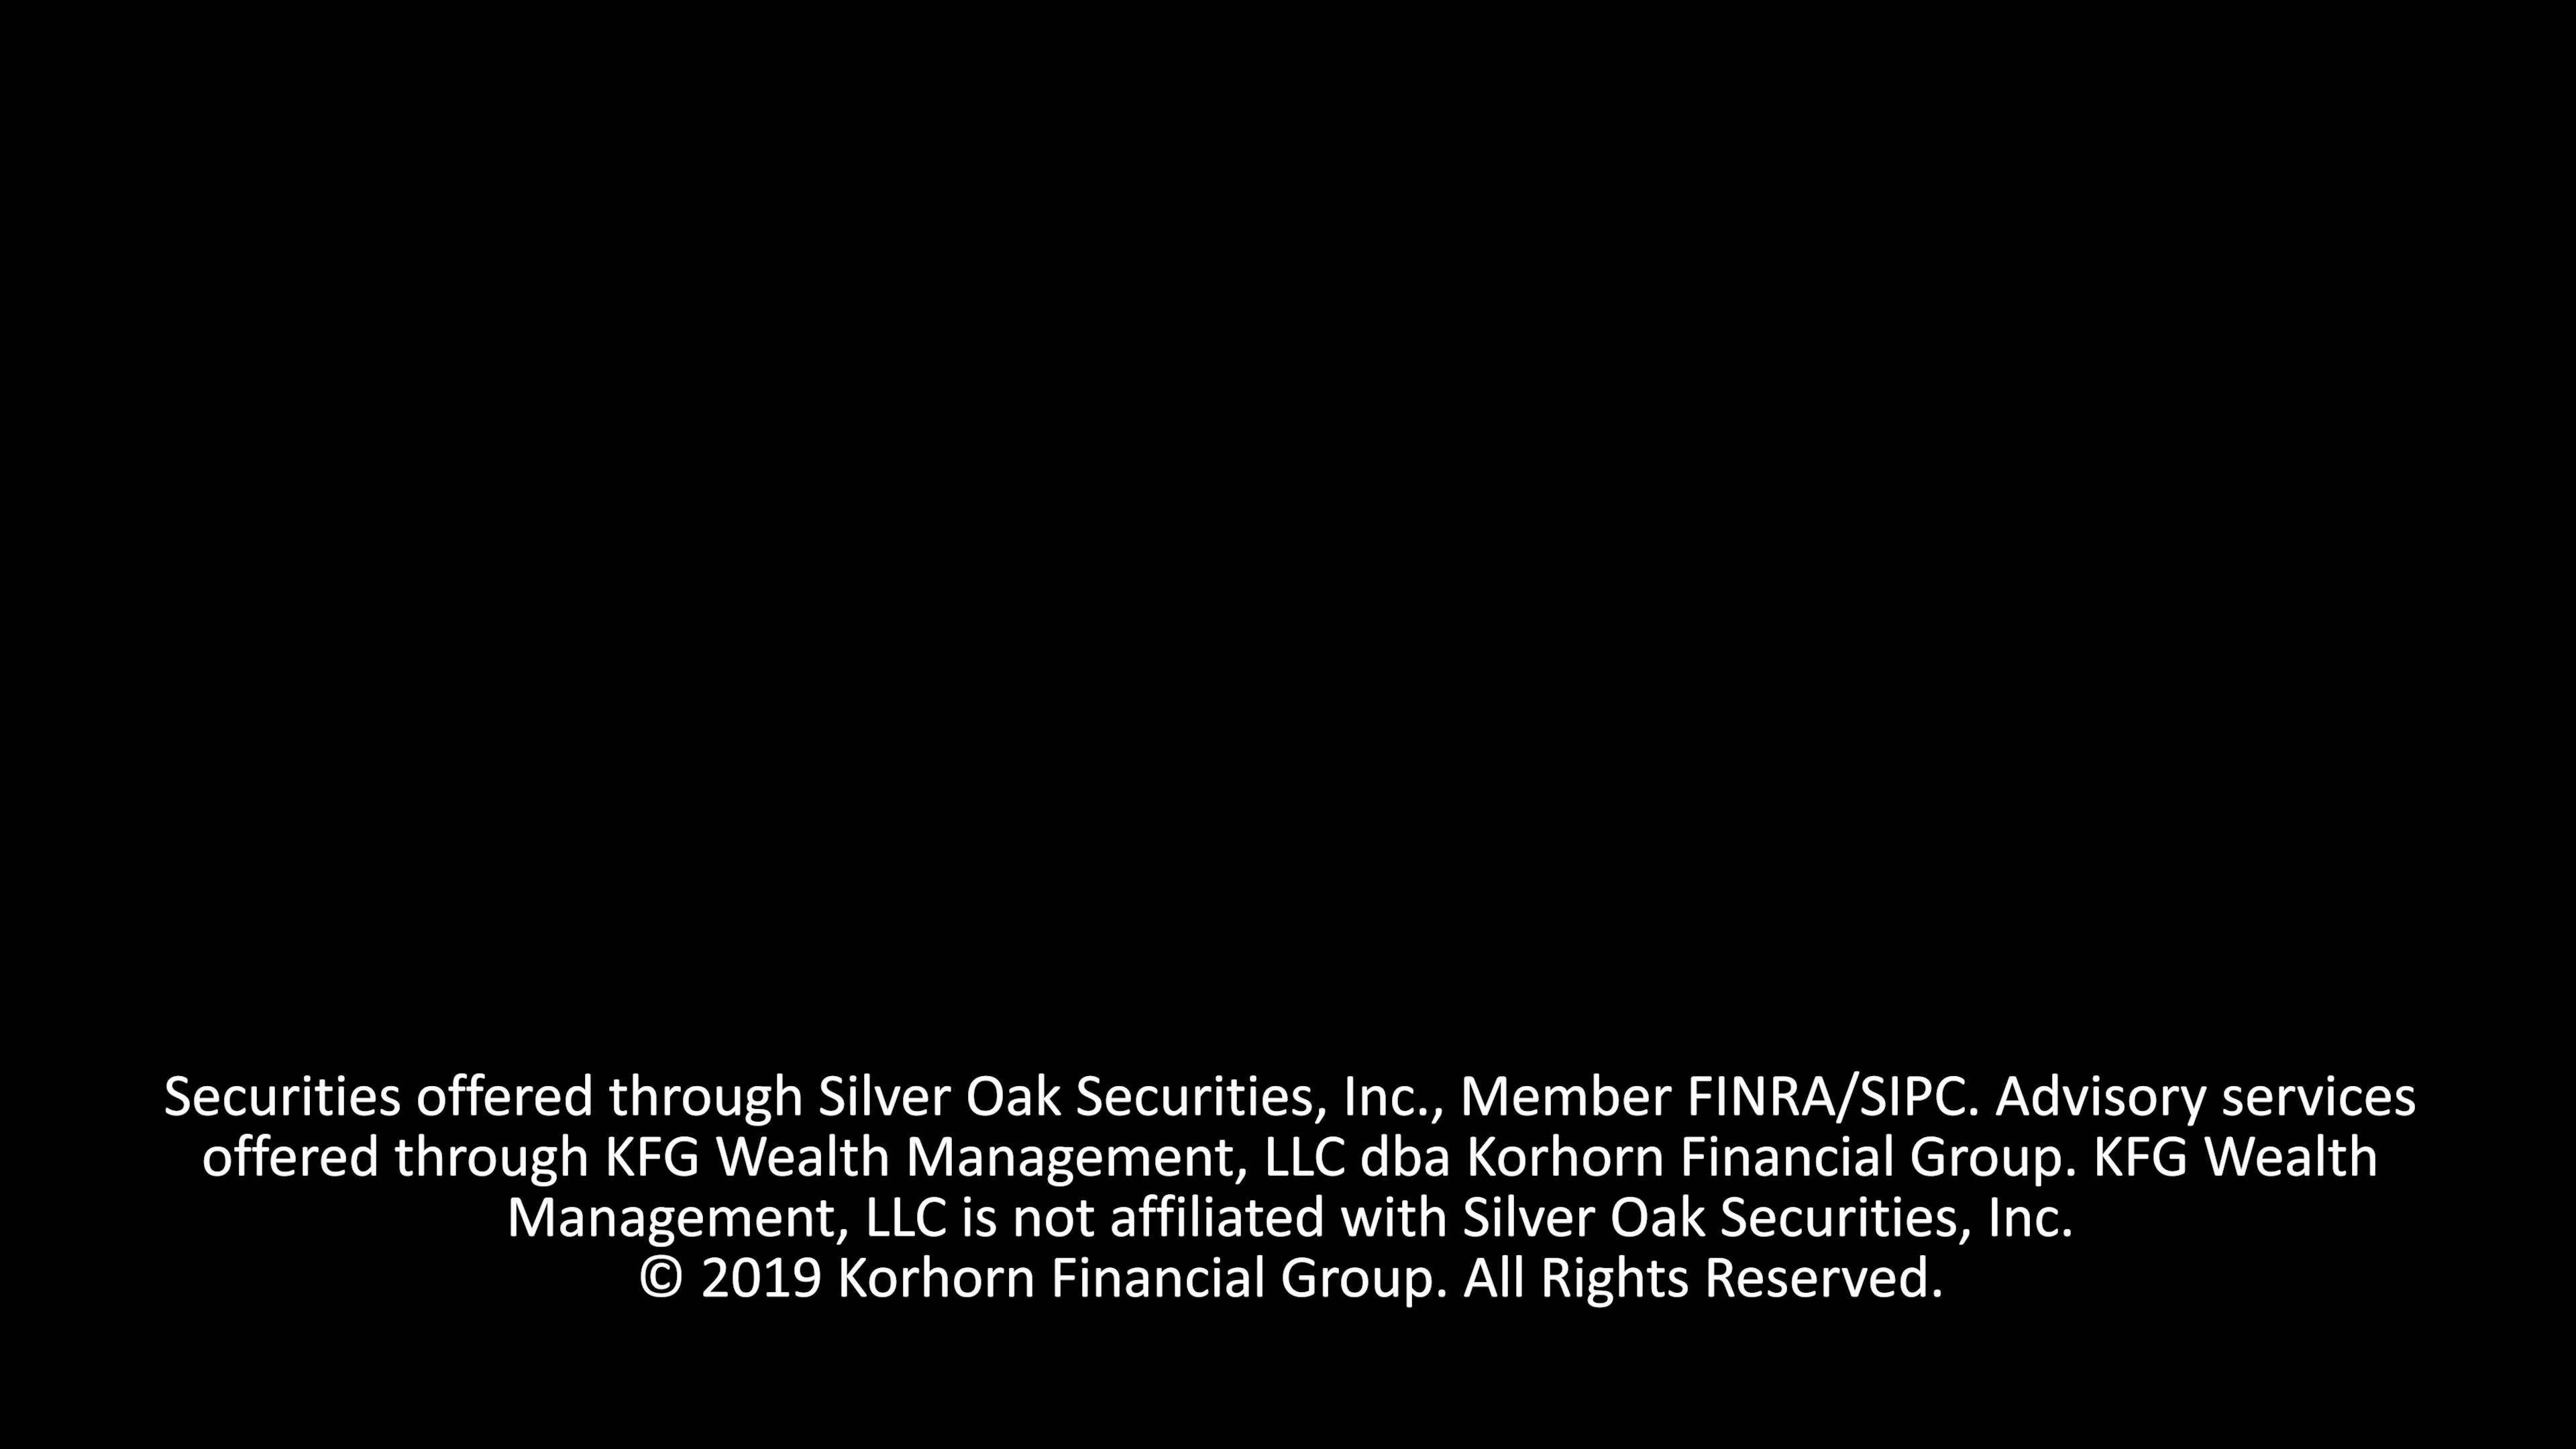 Securities offered through Silver Oak Securities, Inc., Member FINRA/SIPC. Advisory services
offered through KFG Wealth Management, LLC dba Korhorn Financial Group. KFG Wealth
Management, LLC is not affiliated with Silver Oak Securities, Inc.
© 2019 Korhorn Financial Group. All Rights Reserved.